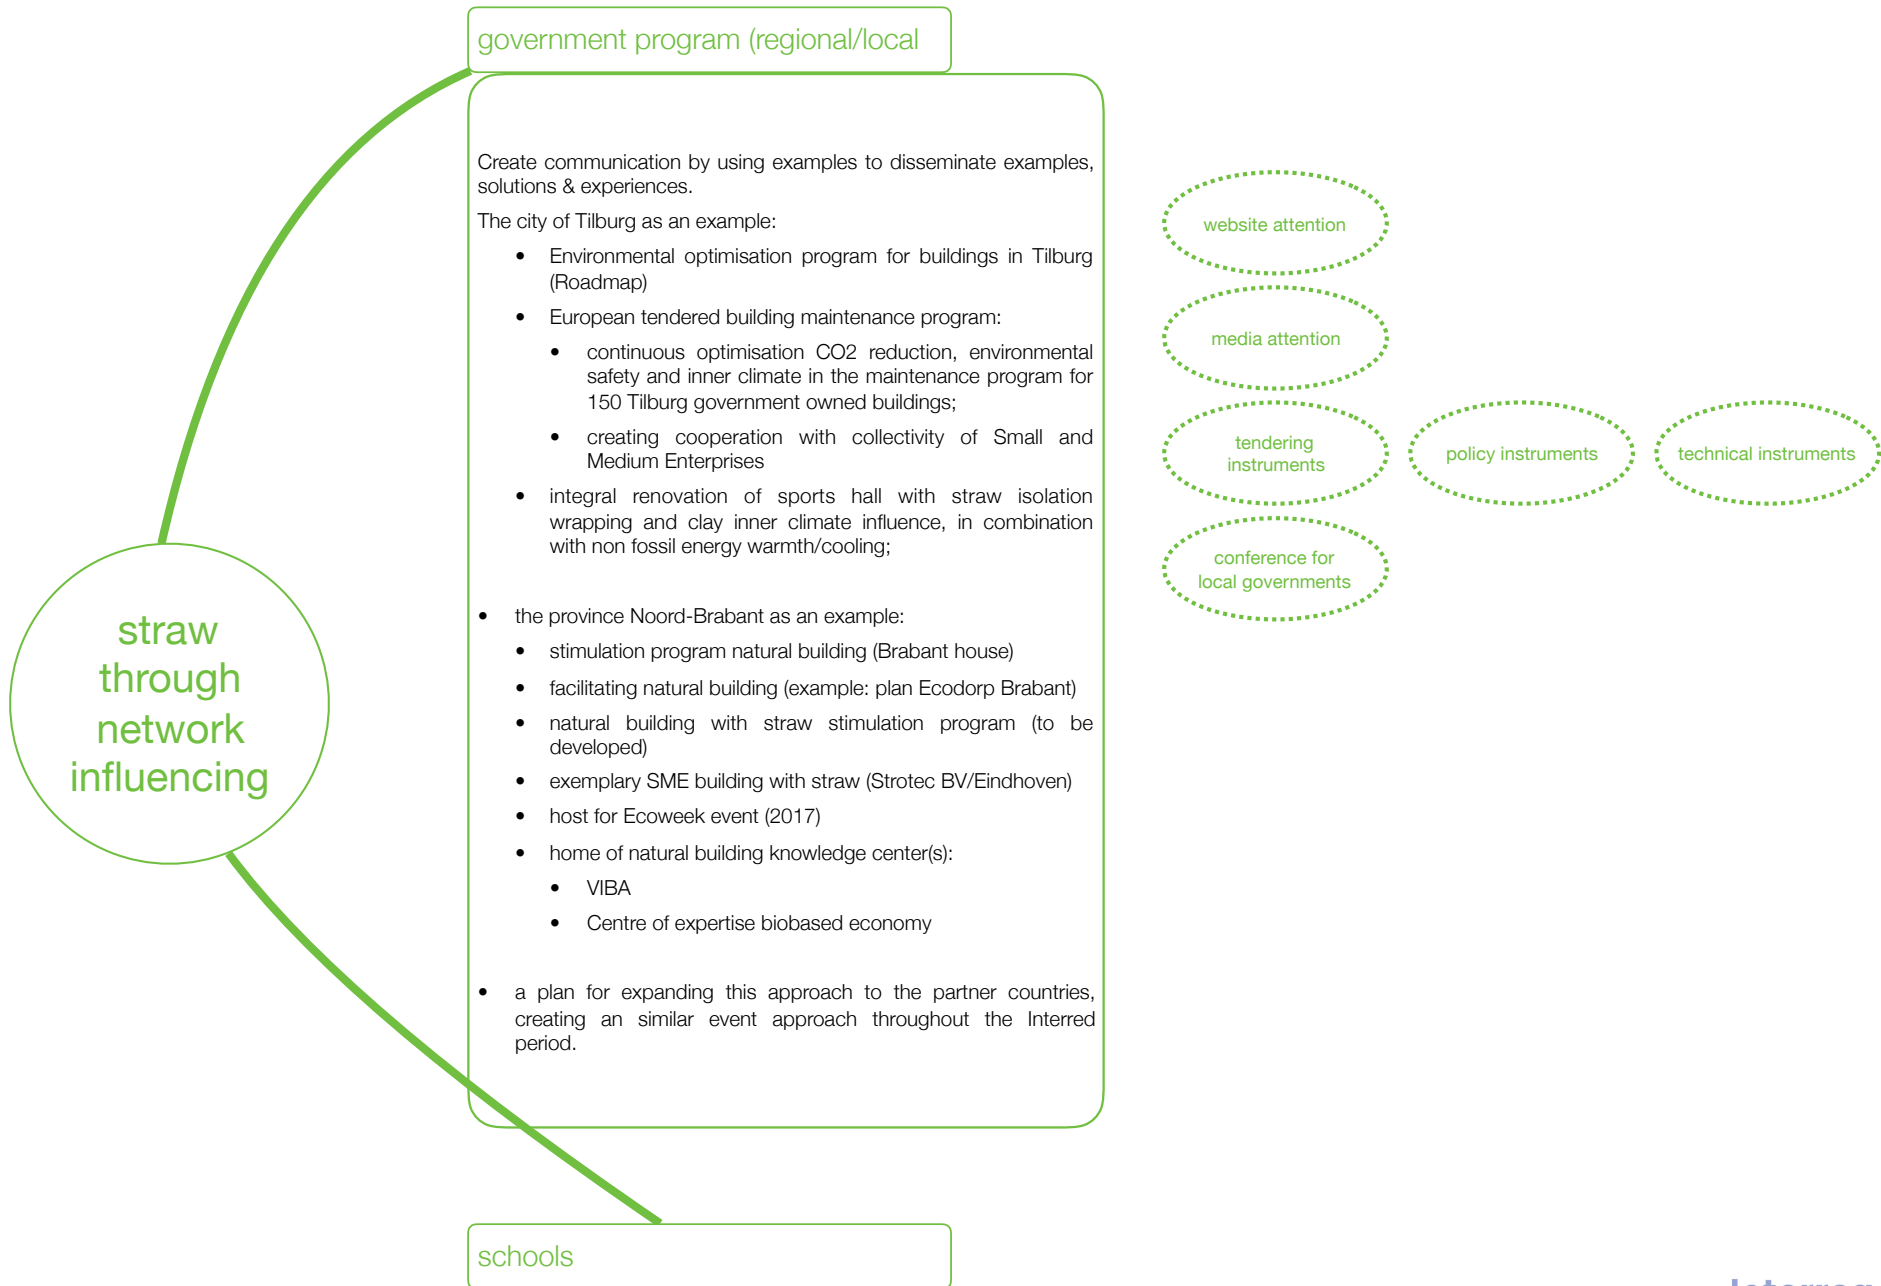 government program (regional/local
Create communication by using examples to disseminate examples,
solutions & experiences.
The city of Tilburg as an example:
• Environmental optimisation program for buildings in Tilburg
(Roadmap)
• European tendered building maintenance program:
• continuous optimisation CO2 reduction, environmental
safety and inner climate in the maintenance program for
150 Tilburg government owned buildings;
• creating cooperation with collectivity of Small and
Medium Enterprises
• integral renovation of sports hall with straw isolation
wrapping and clay inner climate influence, in combination
with non fossil energy warmth/cooling;
• the province Noord-Brabant as an example:
• stimulation program natural building (Brabant house)
• facilitating natural building (example: plan Ecodorp Brabant)
• natural building with straw stimulation program (to be
developed)
• exemplary SME building with straw (Strotec BV/Eindhoven)
• host for Ecoweek event (2017)
• home of natural building knowledge center(s):
• VIBA
• Centre of expertise biobased economy
• a plan for expanding this approach to the partner countries,
creating an similar event approach throughout the Interred
period.
website attention
media attention
tendering
instruments
policy instruments
technical instruments
conference for
local governments
straw
through
network
influencing
schools
Interreg